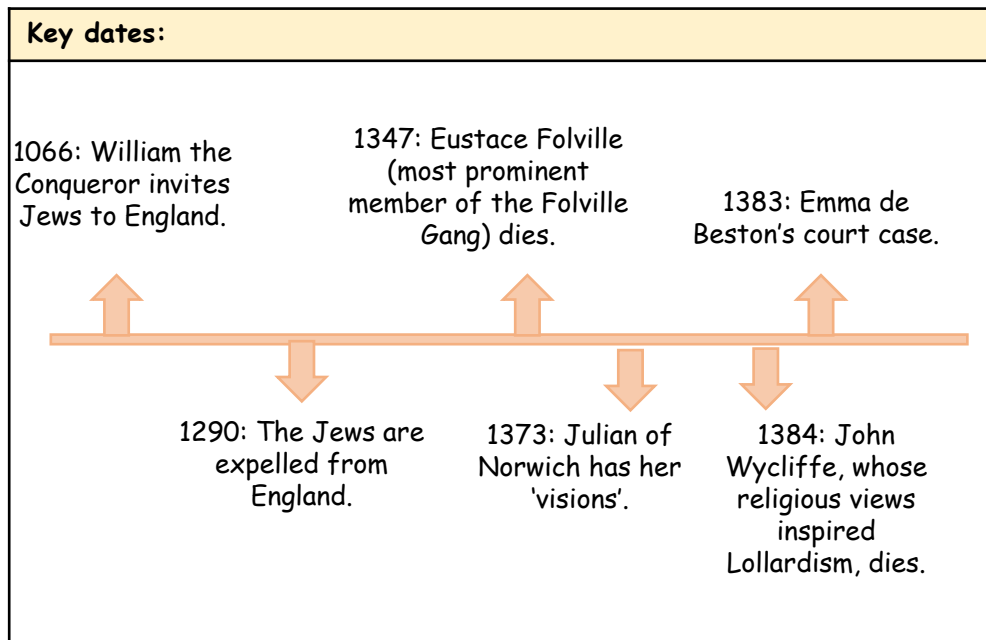 Key dates:
1066: William the
Conqueror invites
Jews to England.
1347: Eustace Folville
(most prominent
member of the Folville
Gang) dies.
1383: Emma de
Beston’s court case.
1290: The Jews are
expelled from
England.
1373: Julian of
Norwich has her
‘visions’.
1384: John
Wycliffe, whose
religious views
inspired
Lollardism, dies.